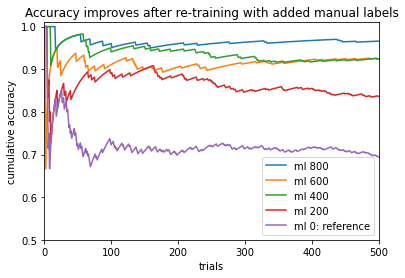 Accuracy improves after re-training with added manual labels
cumulative accuracy
1.0
0.9
0.8
0.7
0.6
0.5
ml 800
ml 600
ml 400
ml 200
ml 0: reference
0
100
200
300
400
500
trials